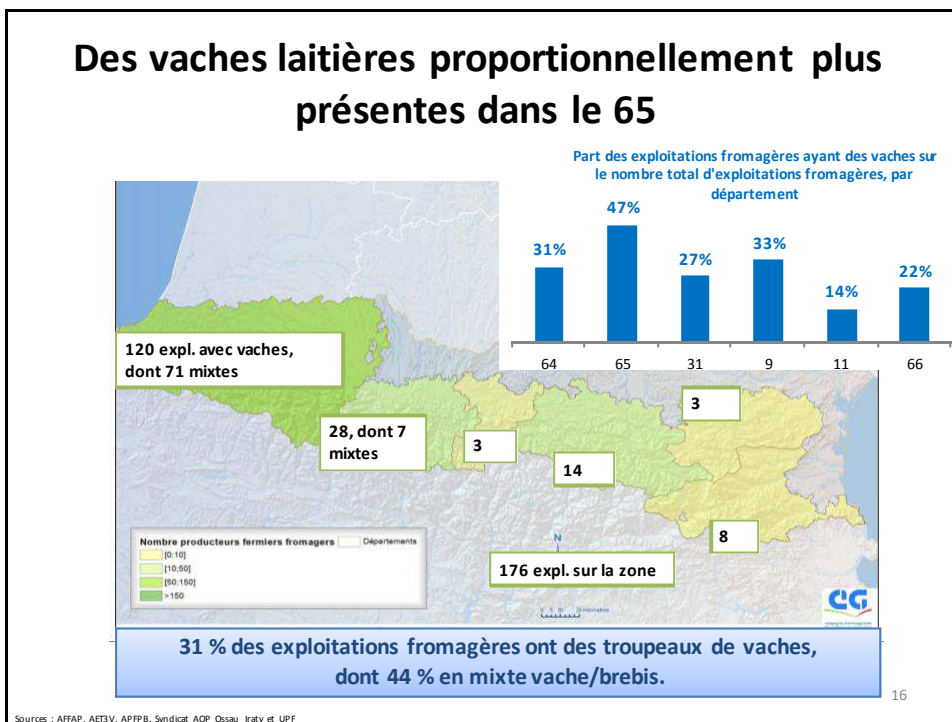 Des vaches laitières proportionnellement plus
présentes dans le 65
Part des exploitations fromagères ayant des vaches sur
le nombre total d'exploitations fromagères, par
département
31%
47%
27%
33%
14%
22%
64
65
31
9
11
66
120 expl. avec vaches,
dont 71 mixtes
28, dont 7
mixtes
3
14
3
8
176 expl. sur la zone
N
Nombre producteurs fermiers fromagers
Départements
[0;10]
[10;50]
[50;150]
>150
CG
31 % des exploitations fromagères ont des troupeaux de vaches,
dont 44 % en mixte vache/brebis.
16
Sources : AFFAP, AET3V, APFPB, Syndicat AOP Ossau Iraty et UPF